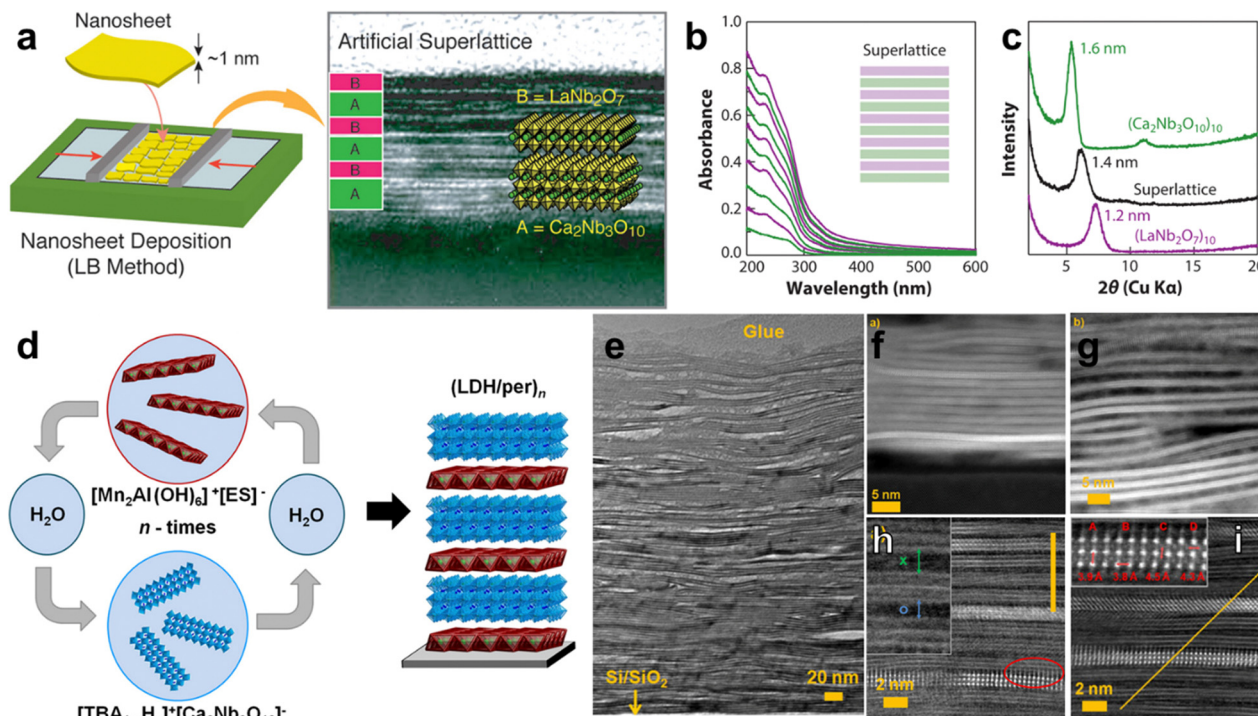 a
Nanosheet
~1 nm
Nanosheet Deposition
(LB Method)
Artificial Superlattice
B
A
B
A
B
A
B = LaNb₂O₇
A = Ca₂Nb₃O₁₀
b
Absorbance
1.0
0.8
0.6
0.4
0.2
0.0
Superlattice
200 300 400 500 600
Wavelength (nm)
c
Intensity
1.6 nm
(Ca₂Nb₃O₁₀)₁₀
1.4 nm
Superlattice
1.2 nm
(LaNb₂O₇)₁₀
5 10 15 20
2θ (Cu Kα)
d
[Mn₂Al(OH)₆]⁺[ES]⁻
n - times
H₂O
H₂O
(LDH/per)ₙ
e
Glue
Si/SiO₂
20 nm
a)
f
5 nm
b)
g
5 nm
h
X
O
2 nm
i
A B C D
2 nm